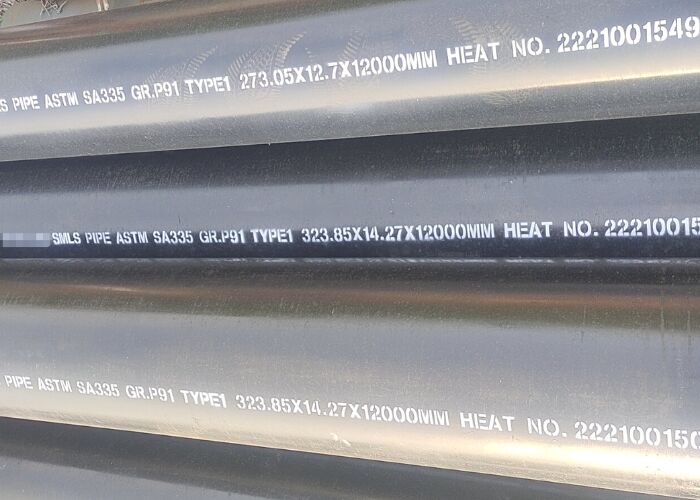 PIPE ASTM SA335 GR.P91 TYPE1 273.05X12.7X12000MM HEAT NO. 2221001549
SMLS PIPE ASTM SA335 GR.P91 TYPE1 323.85X14.27X12000MM HEAT NO. 22210015
PIPE ASTM SA335 GR.P91 TYPE1 323.85X14.27X12000MM HEAT NO. 222100150